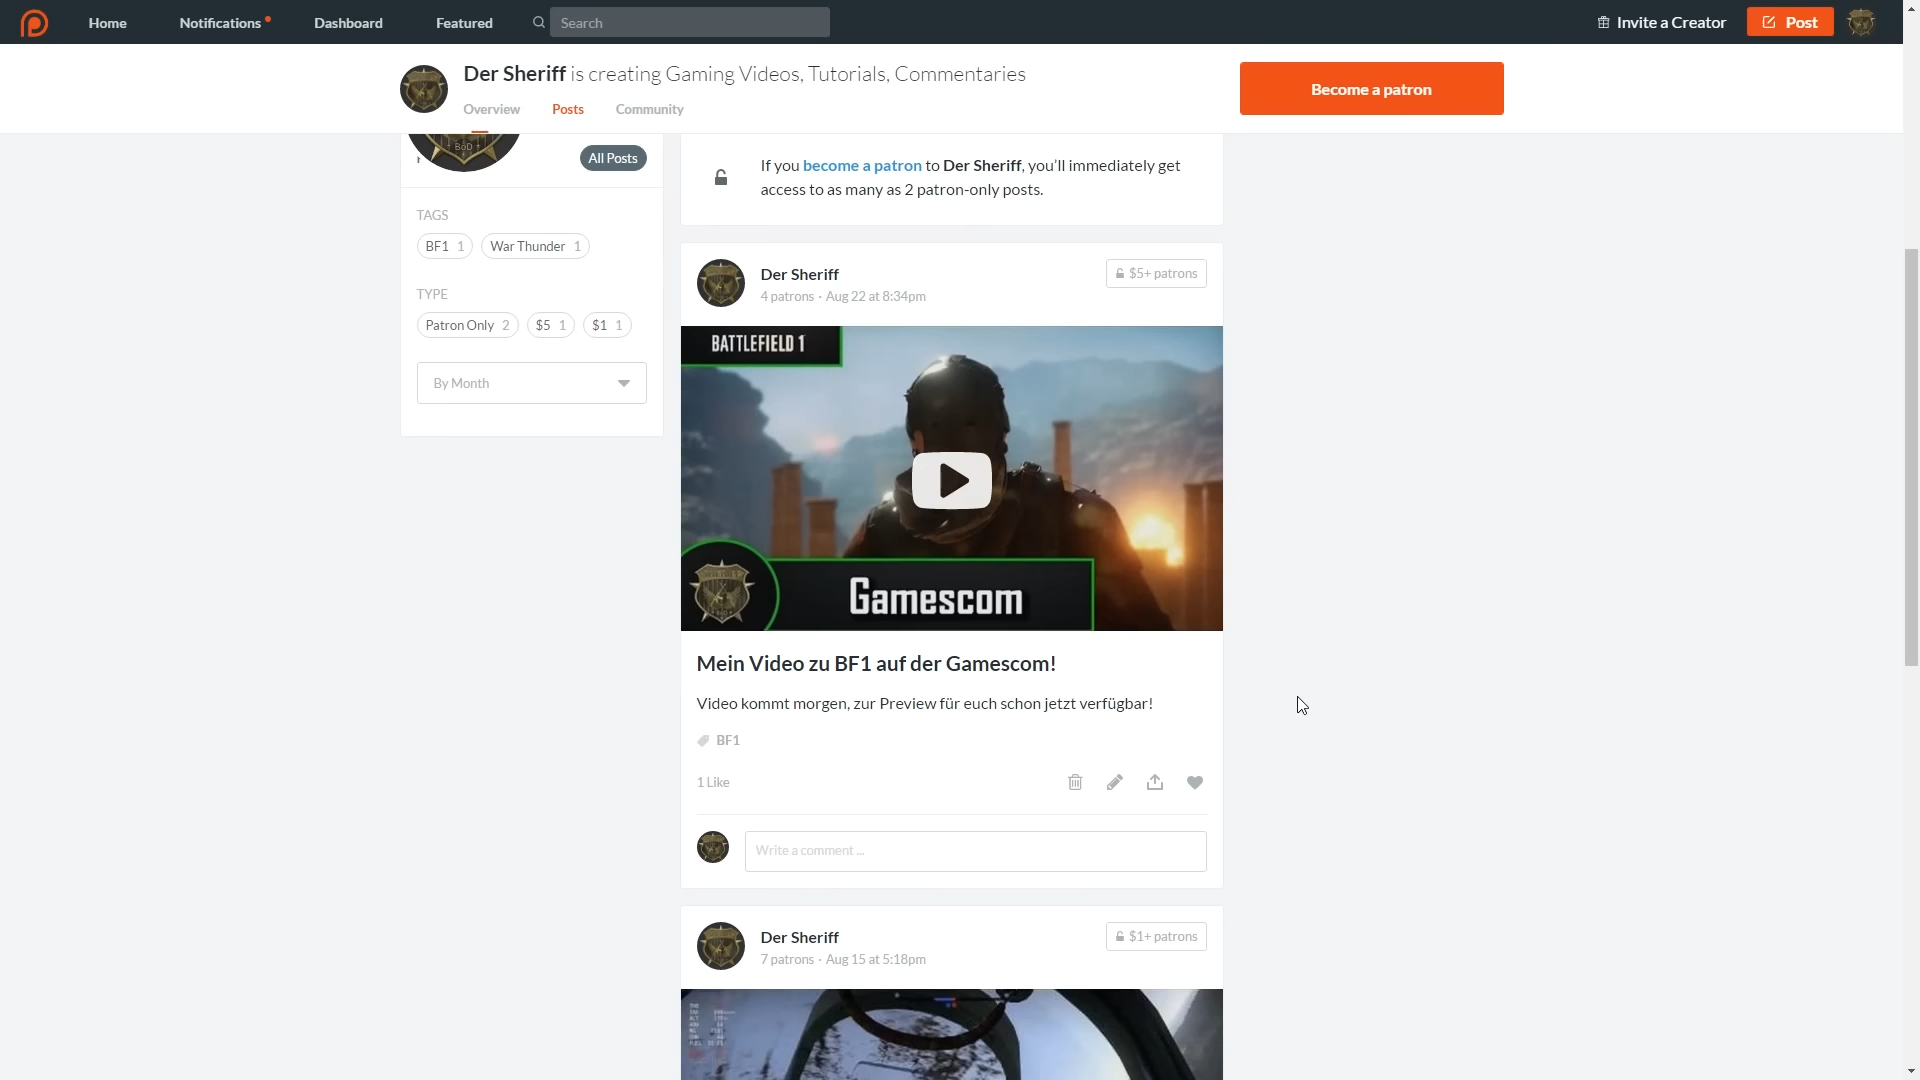 Home
Notifications
Dashboard
Featured
Search
Invite a Creator
Post
Der Sheriff is creating Gaming Videos, Tutorials, Commentaries
Overview
Posts
Community
Become a patron
BoD
All Posts
TAGS
BF1 1
War Thunder 1
TYPE
Patron Only 2
$5 1
$1 1
By Month
If you become a patron to Der Sheriff, you’ll immediately get
access to as many as 2 patron-only posts.
Der Sheriff
4 patrons · Aug 22 at 8:34pm
$5+ patrons
BATTLEFIELD 1
Gamescom
Mein Video zu BF1 auf der Gamescom!
Video kommt morgen, zur Preview für euch schon jetzt verfügbar!
BF1
1 Like
Write a comment ...
Der Sheriff
7 patrons · Aug 15 at 5:18pm
$1+ patrons